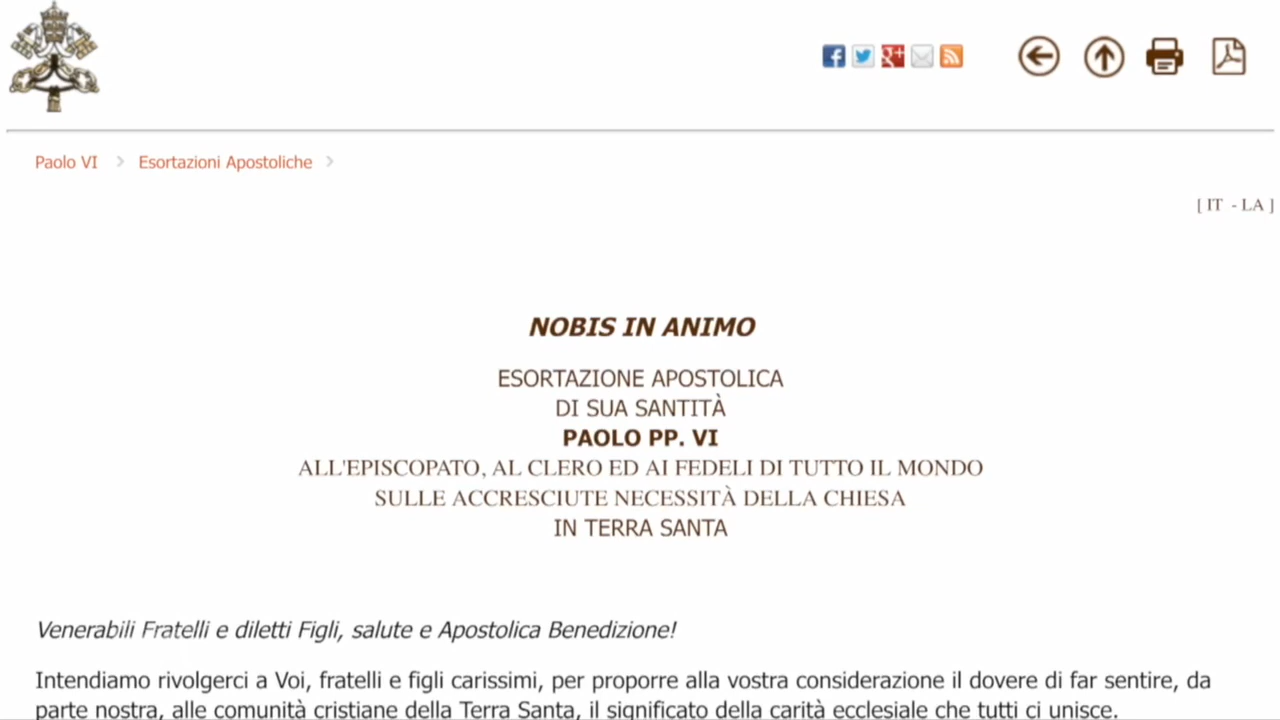 Paolo VI > Esortazioni Apostoliche >
[ IT - LA ]
NOBIS IN ANIMO
ESORTAZIONE APOSTOLICA
DI SUA SANTITÀ
PAOLO PP. VI
ALL'EPISCOPATO, AL CLERO ED AI FEDELI DI TUTTO IL MONDO
SULLE ACCRESCIUTE NECESSITÀ DELLA CHIESA
IN TERRA SANTA
Venerabili Fratelli e diletti Figli, salute e Apostolica Benedizione!
Intendiamo rivolgerci a Voi, fratelli e figli carissimi, per proporre alla vostra considerazione il dovere di far sentire, da
parte nostra, alle comunità cristiane della Terra Santa, il significato della carità ecclesiale che tutti ci unisce.